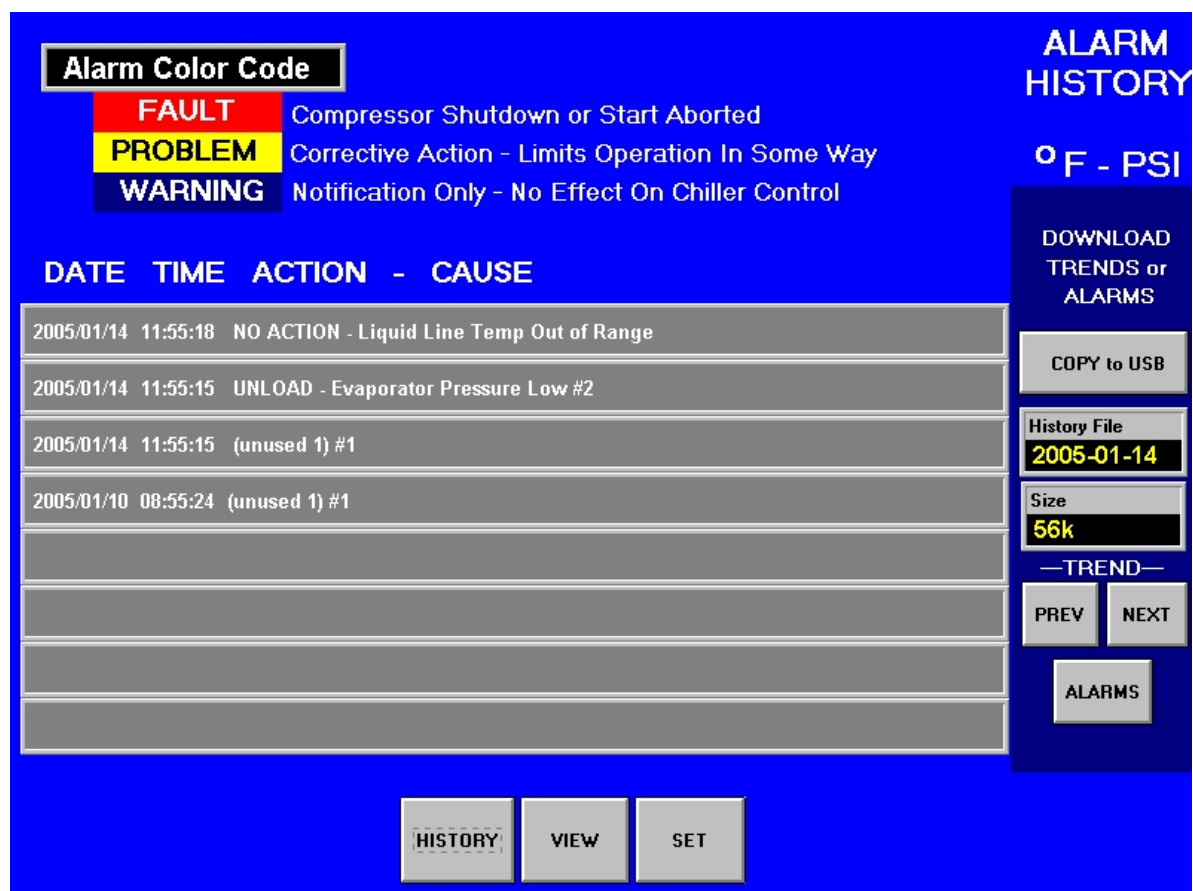 Alarm Color Code
FAULT Compressor Shutdown or Start Aborted
PROBLEM Corrective Action - Limits Operation In Some Way
WARNING Notification Only - No Effect On Chiller Control
DATE TIME ACTION - CAUSE
2005/01/14 11:55:18 NO ACTION - Liquid Line Temp Out of Range
2005/01/14 11:55:15 UNLOAD - Evaporator Pressure Low #2
2005/01/14 11:55:15 (unused 1) #1
2005/01/10 08:55:24 (unused 1) #1
ALARM
HISTORY
°F - PSI
DOWNLOAD
TRENDS or
ALARMS
COPY to USB
History File
2005-01-14
Size
56k
—TREND—
PREV NEXT
ALARMS
HISTORY VIEW SET